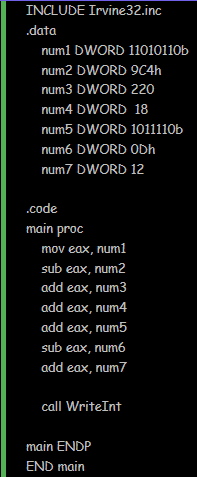 INCLUDE Irvine32.inc
.data
num1 DWORD 11010110b
num2 DWORD 9C4h
num3 DWORD 220
num4 DWORD 18
num5 DWORD 1011110b
num6 DWORD 0Dh
num7 DWORD 12
.code
main proc
mov eax, num1
sub eax, num2
add eax, num3
add eax, num4
add eax, num5
sub eax, num6
add eax, num7
call WriteInt
main ENDP
END main